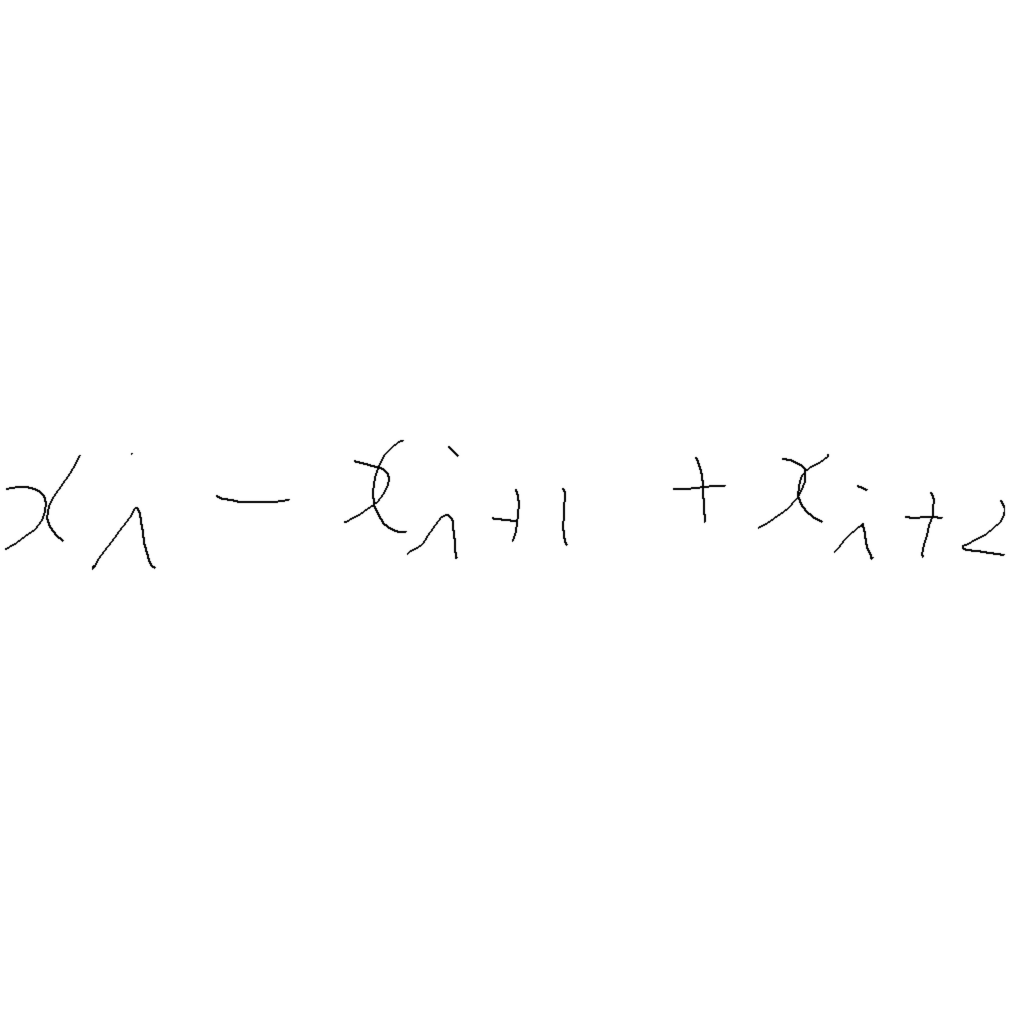 $x_i - x_{i+1} + x_{i+2}$